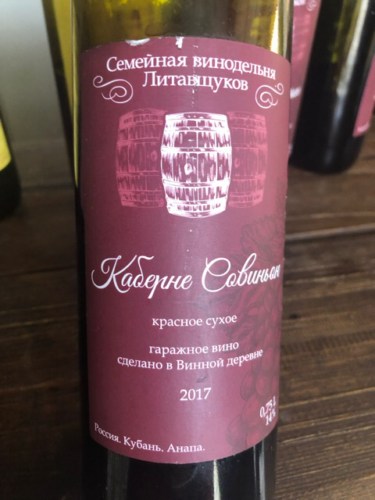 Семейная винодельня
Литавщуков
Каберне Совиньон
красное сухое
гаражное вино
сделано в Винной деревне
2017
0,75 л.
14%
Россия. Кубань. Анапа.